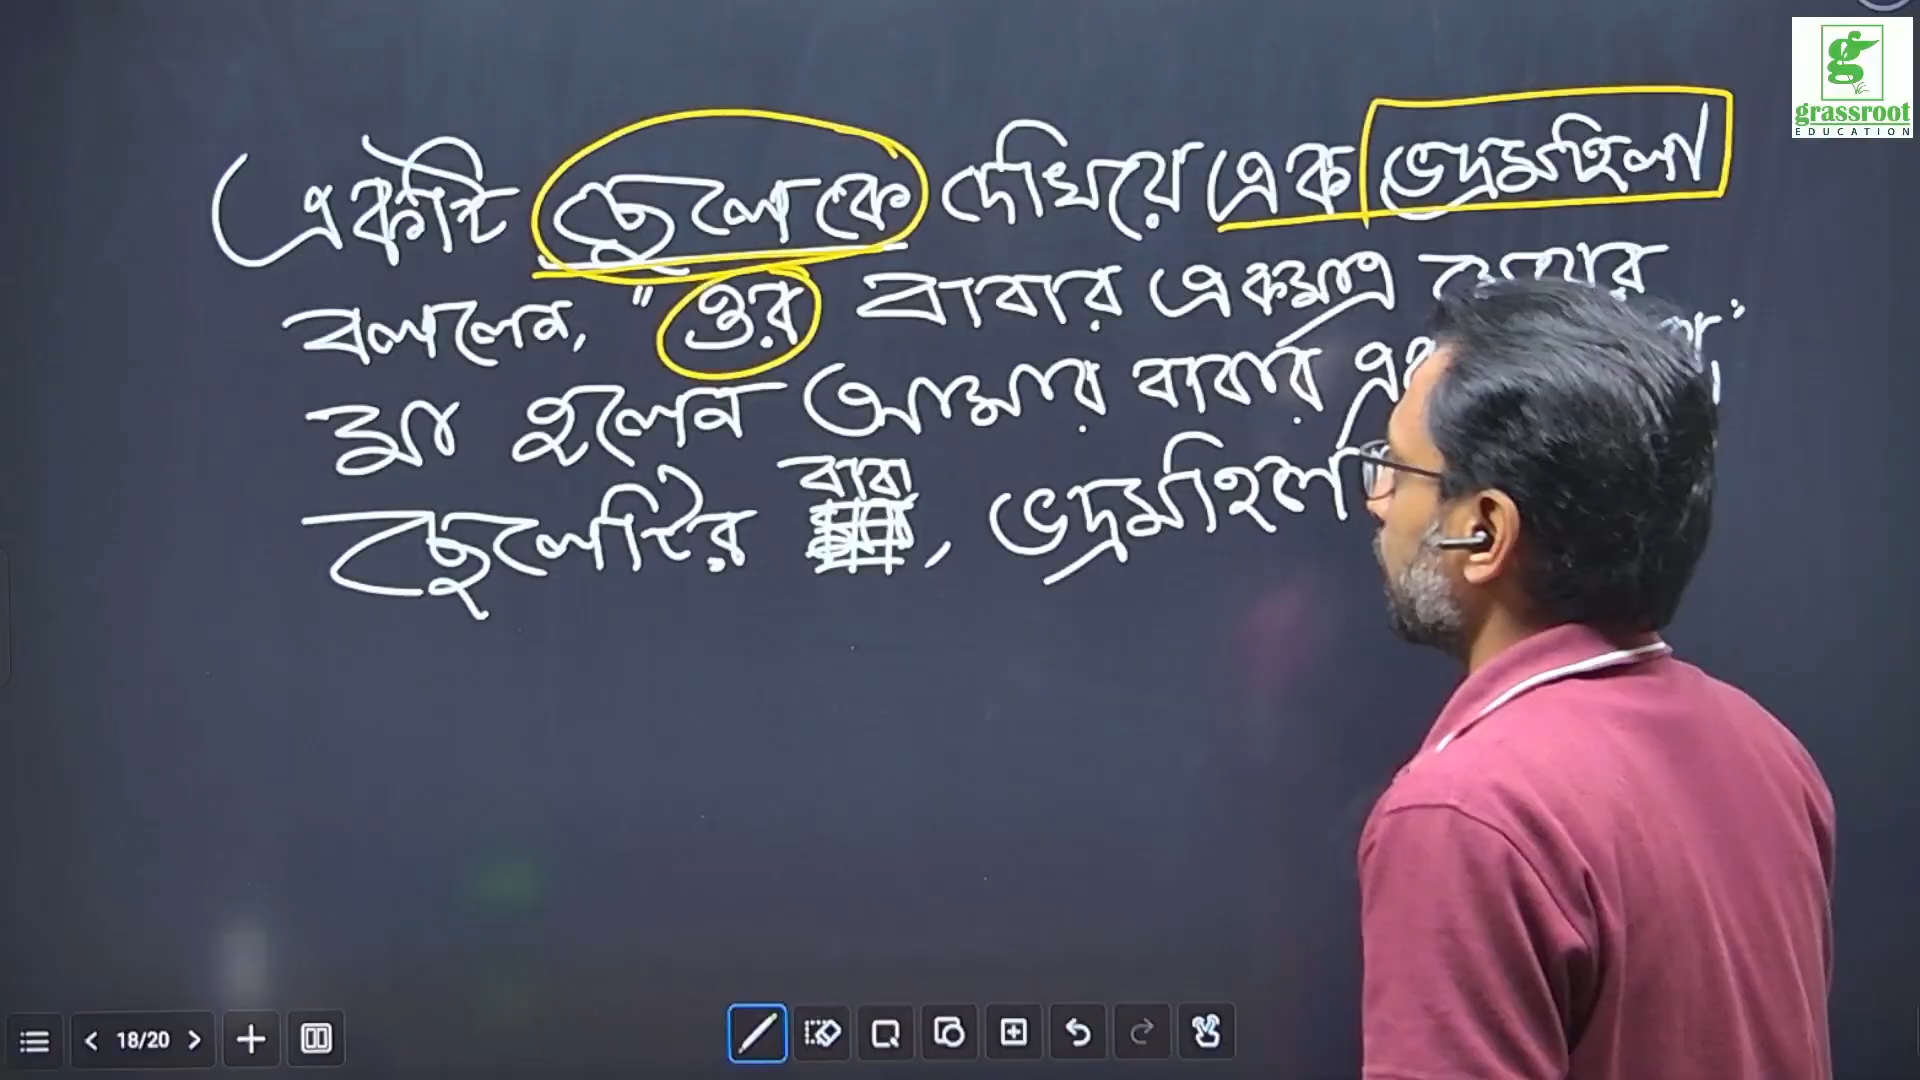 একটি ছেলেকে দেখিয়ে এক ভদ্রমহিলা
বললেন, "ওর বাবার একমাত্র
মা হলেন আমার বাবার
ছেলেটির বাবা, ভদ্রমহিলা
grassroot
EDUCATION
18/20